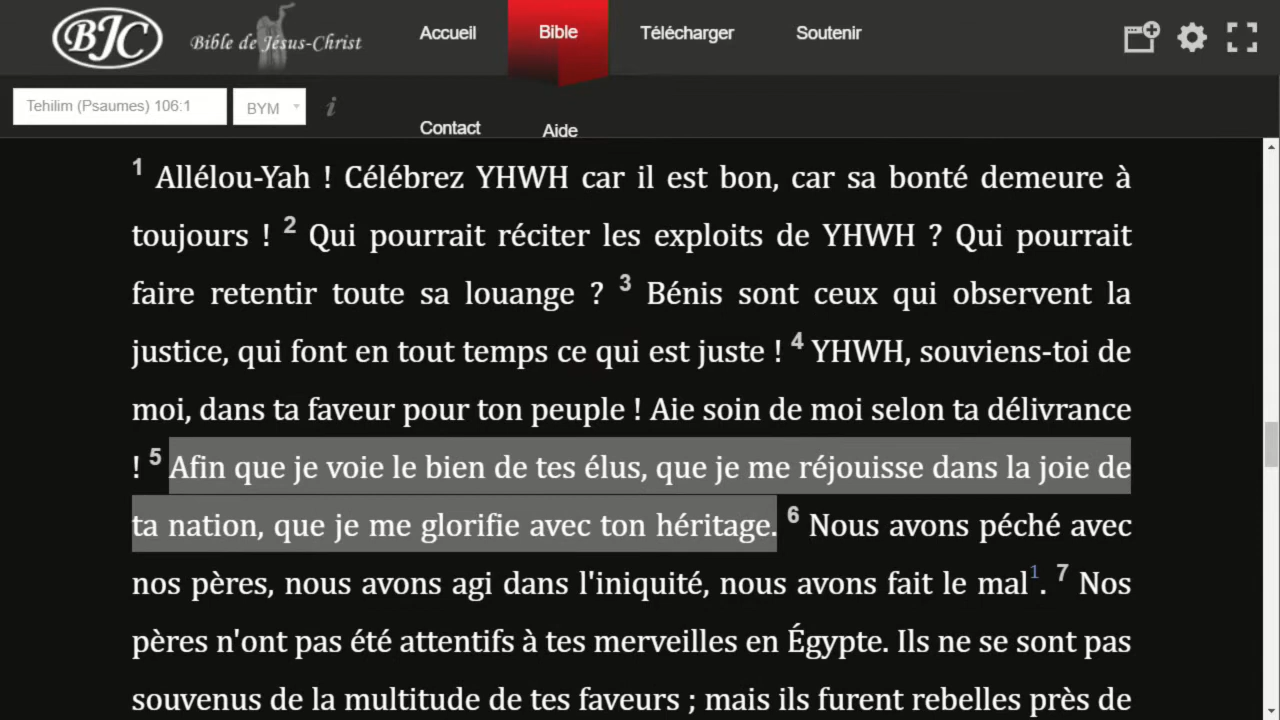 BJC
Bible de Jésus-Christ
Accueil
Bible
Télécharger
Soutenir
Tehilim (Psaumes) 106:1
BYM
i
Contact
Aide
1 Allélou-Yah ! Célébrez YHWH car il est bon, car sa bonté demeure à
toujours ! 2 Qui pourrait réciter les exploits de YHWH ? Qui pourrait
faire retentir toute sa louange ? 3 Bénis sont ceux qui observent la
justice, qui font en tout temps ce qui est juste ! 4 YHWH, souviens-toi de
moi, dans ta faveur pour ton peuple ! Aie soin de moi selon ta délivrance
! 5 Afin que je voie le bien de tes élus, que je me réjouisse dans la joie de
ta nation, que je me glorifie avec ton héritage. 6 Nous avons péché avec
nos pères, nous avons agi dans l'iniquité, nous avons fait le mal1. 7 Nos
pères n'ont pas été attentifs à tes merveilles en Égypte. Ils ne se sont pas
souvenus de la multitude de tes faveurs ; mais ils furent rebelles près de